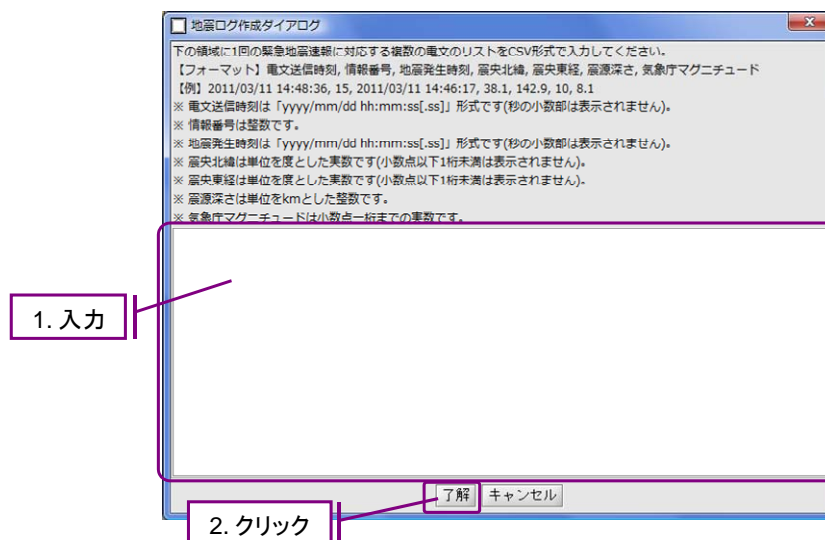 地震ログ作成ダイアログ
下の領域に1回の緊急地震速報に対応する複数の電文のリストをCSV形式で入力してください。
【フォーマット】電文送信時刻, 情報番号, 地震発生時刻, 震央北緯, 震央東経, 震源深さ, 気象庁マグニチュード
【例】2011/03/11 14:48:36, 15, 2011/03/11 14:46:17, 38.1, 142.9, 10, 8.1
※ 電文送信時刻は「yyyy/mm/dd hh:mm:ss[.ss]」形式です(秒の小数部は表示されません)。
※ 情報番号は整数です。
※ 地震発生時刻は「yyyy/mm/dd hh:mm:ss[.ss]」形式です(秒の小数部は表示されません)。
※ 震央北緯は単位を度とした実数です(小数点以下1桁未満は表示されません)。
※ 震央東経は単位を度とした実数です(小数点以下1桁未満は表示されません)。
※ 震源深さは単位をkmとした整数です。
※ 気象庁マグニチュードは小数点一桁までの実数です。
1. 入力
了解 キャンセル
2. クリック